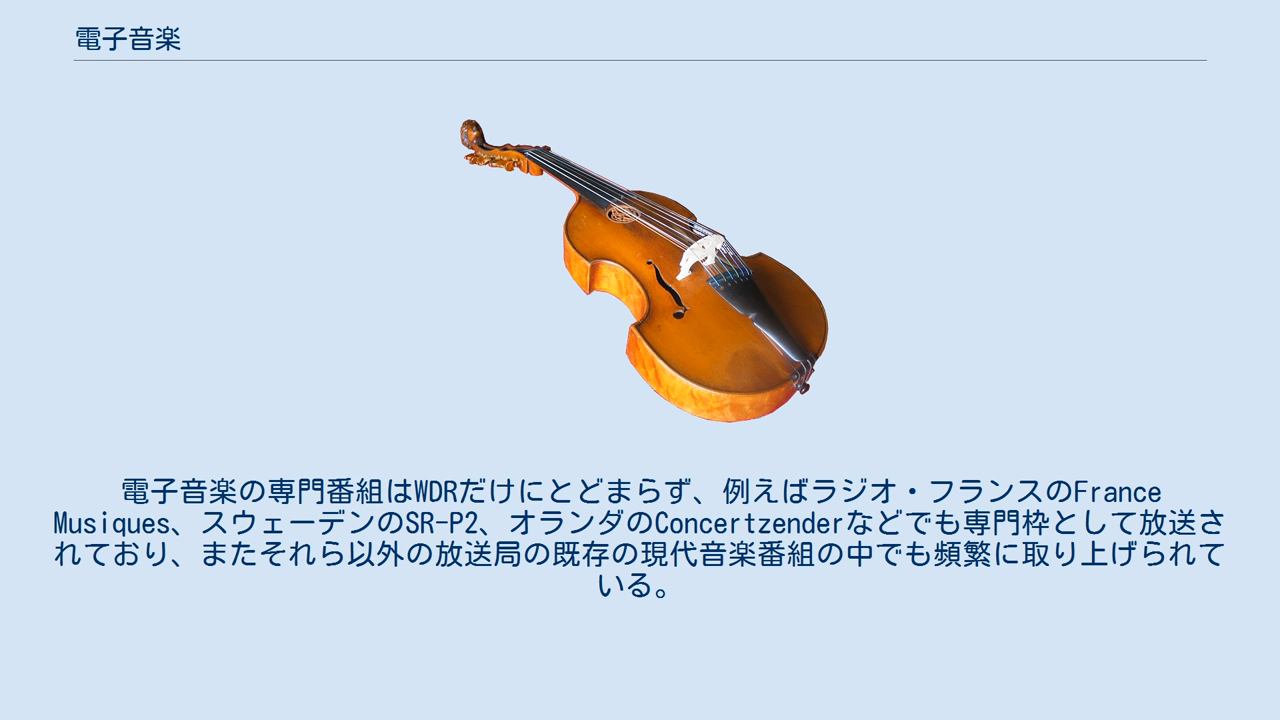 電子音楽
電子音楽の専門番組はWDRだけにとどまらず、例えばラジオ・フランスのFrance
Musiques、スウェーデンのSR-P2、オランダのConcertzenderなどでも専門枠として放送さ
れており、またそれら以外の放送局の既存の現代音楽番組の中でも頻繁に取り上げられて
いる。